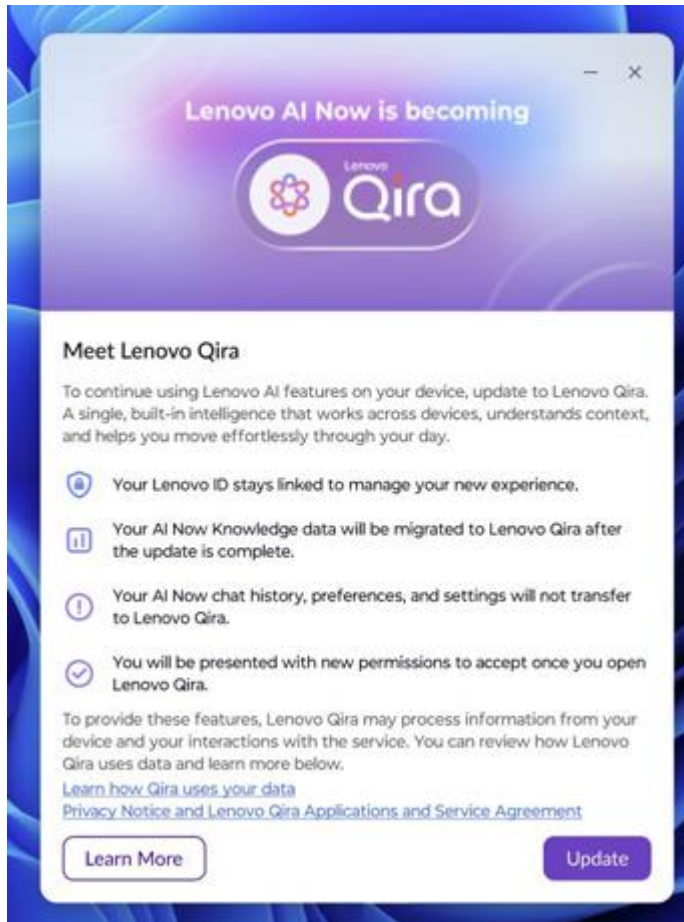 Lenovo AI Now is becoming
Lenovo
Qira
Meet Lenovo Qira
To continue using Lenovo AI features on your device, update to Lenovo Qira.
A single, built-in intelligence that works across devices, understands context,
and helps you move effortlessly through your day.
Your Lenovo ID stays linked to manage your new experience.
Your AI Now Knowledge data will be migrated to Lenovo Qira after
the update is complete.
Your AI Now chat history, preferences, and settings will not transfer
to Lenovo Qira.
You will be presented with new permissions to accept once you open
Lenovo Qira.
To provide these features, Lenovo Qira may process information from your
device and your interactions with the service. You can review how Lenovo
Qira uses data and learn more below.
Learn how Qira uses your data
Privacy Notice and Lenovo Qira Applications and Service Agreement
Learn More
Update